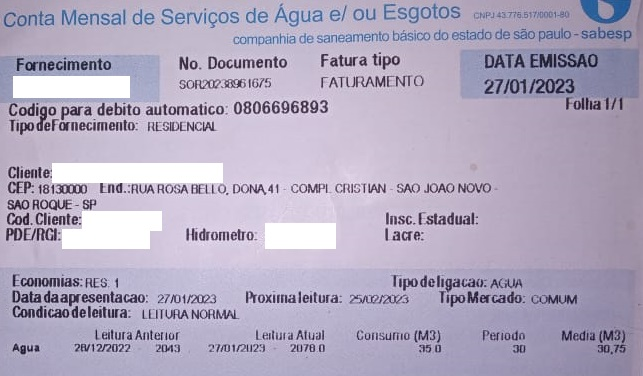 Conta Mensal de Serviços de Água e/ ou Esgotos CNPJ 43.776.517/0001-80
companhia de saneamento básico do estado de são paulo - sabesp
Fornecimento No. Documento Fatura tipo DATA EMISSAO
SOR20238961675 FATURAMENTO 27/01/2023
Codigo para debito automatico: 0806696893 Folha 1/1
Tipo de Fornecimento: RESIDENCIAL
Cliente:
CEP: 18130000 End.:RUA ROSA BELLO, DONA,41 - COMPL CRISTIAN - SAO JOAO NOVO -
SAO ROQUE - SP
Cod. Cliente: Insc. Estadual:
PDE/RGI: Hidrometro: Lacre:
Economias: RES. 1 Tipo de ligacao: AGUA
Data da apresentacao: 27/01/2023 Proxima leitura: 25/02/2023 Tipo Mercado: COMUM
Condicao de leitura: LEITURA NORMAL
Leitura Anterior Leitura Atual Consumo (M3) Periodo Media (M3)
Agua 28/12/2022 - 2043 27/01/2023 - 2078 0 35 0 30 30,75